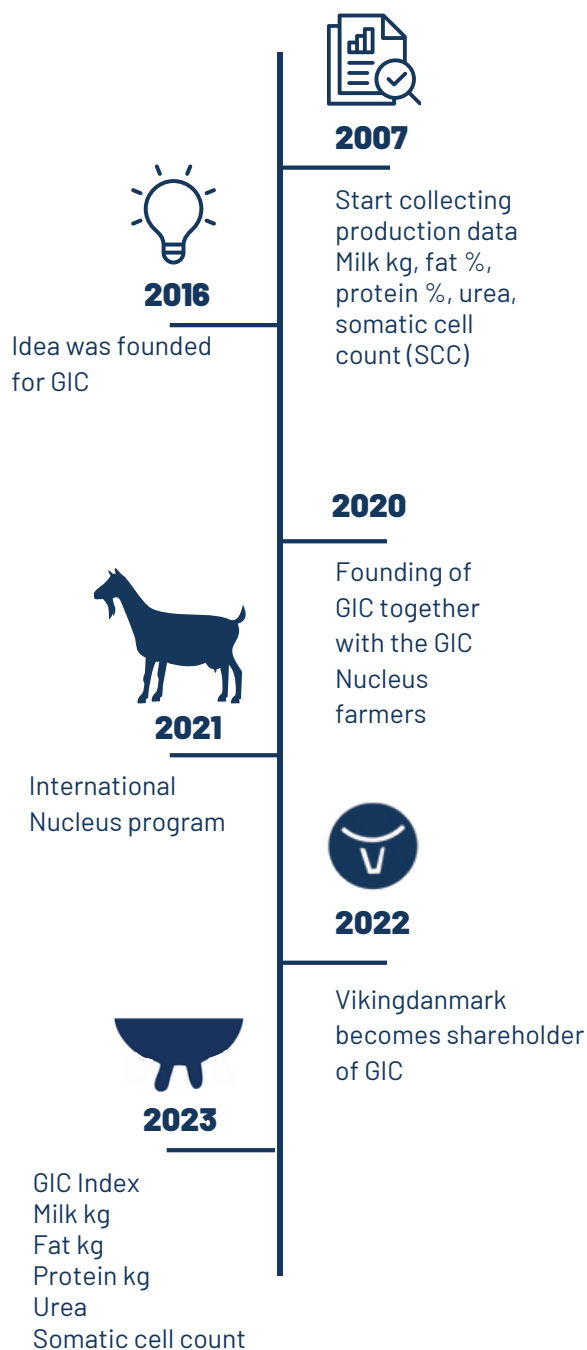 2007
Start collecting
production data
Milk kg, fat %,
protein %, urea,
somatic cell
count (SCC)
2016
Idea was founded
for GIC
2020
Founding of
GIC together
with the GIC
Nucleus
farmers
2021
International
Nucleus program
2022
Vikingdanmark
becomes shareholder
of GIC
2023
GIC Index
Milk kg
Fat kg
Protein kg
Urea
Somatic cell count